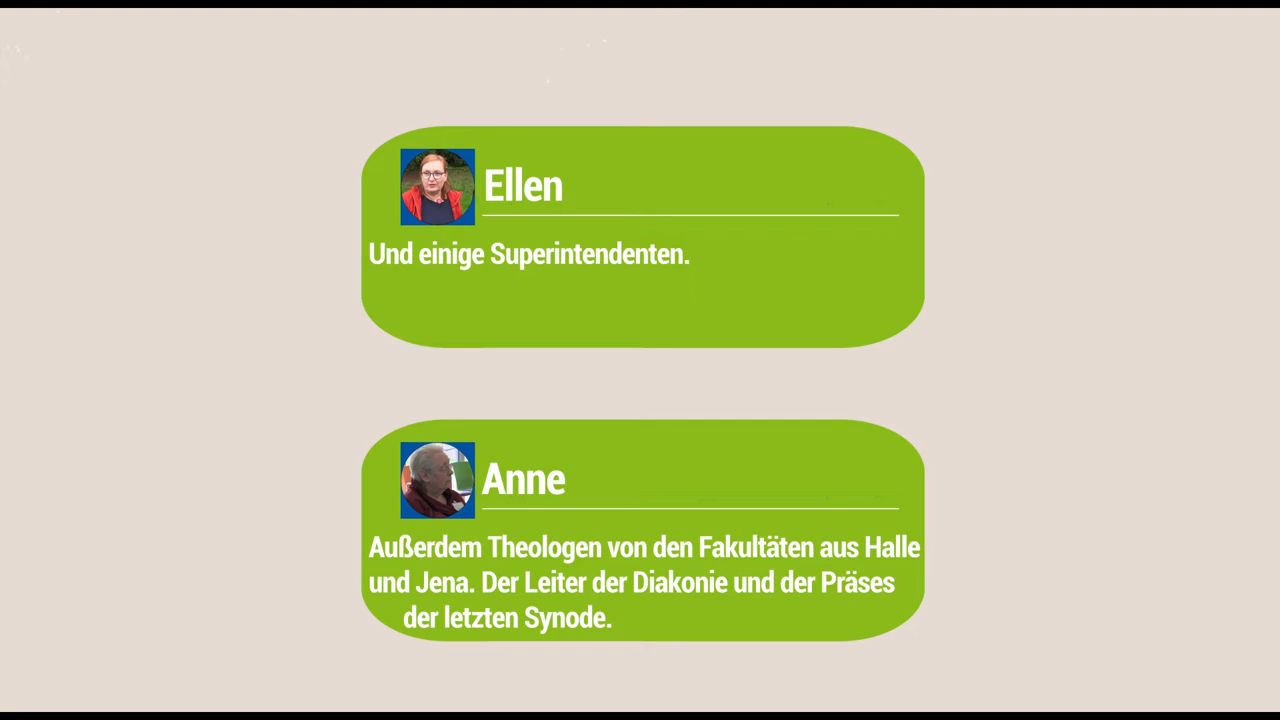 Ellen
Und einige Superintendenten.
Anne
Außerdem Theologen von den Fakultäten aus Halle
und Jena. Der Leiter der Diakonie und der Präses
der letzten Synode.